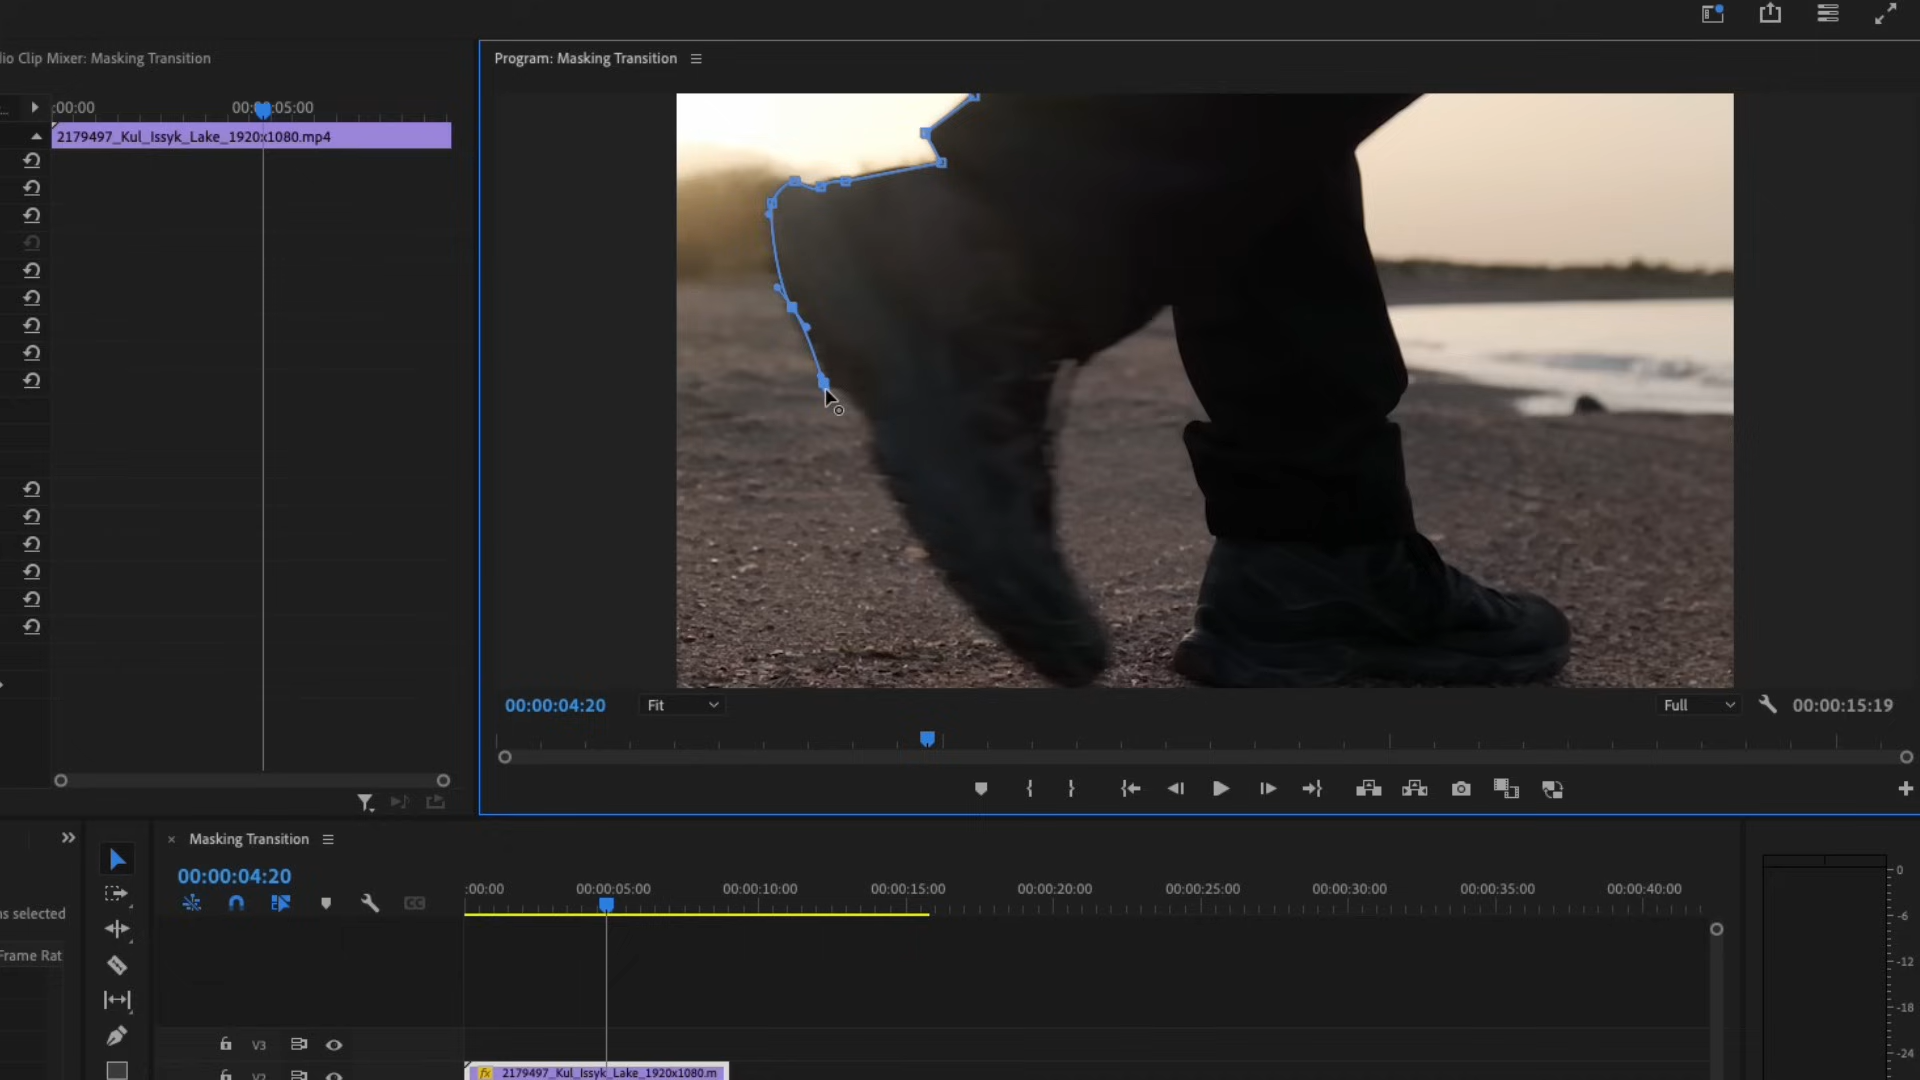 dio Clip Mixer: Masking Transition
Program: Masking Transition
:00:00
00:00:05:00
2179497_Kul_Issyk_Lake_1920x1080.mp4
00:00:04:20
Fit
Full
00:00:15:19
Masking Transition
00:00:04:20
:00:00
00:00:05:00
00:00:10:00
00:00:15:00
00:00:20:00
00:00:25:00
00:00:30:00
00:00:35:00
00:00:40:00
CC
0
-6
ns selected
Frame Rat
-12
-18
V3
-24
V2
fx 2179497_Kul_Issyk_Lake_1920x1080.m